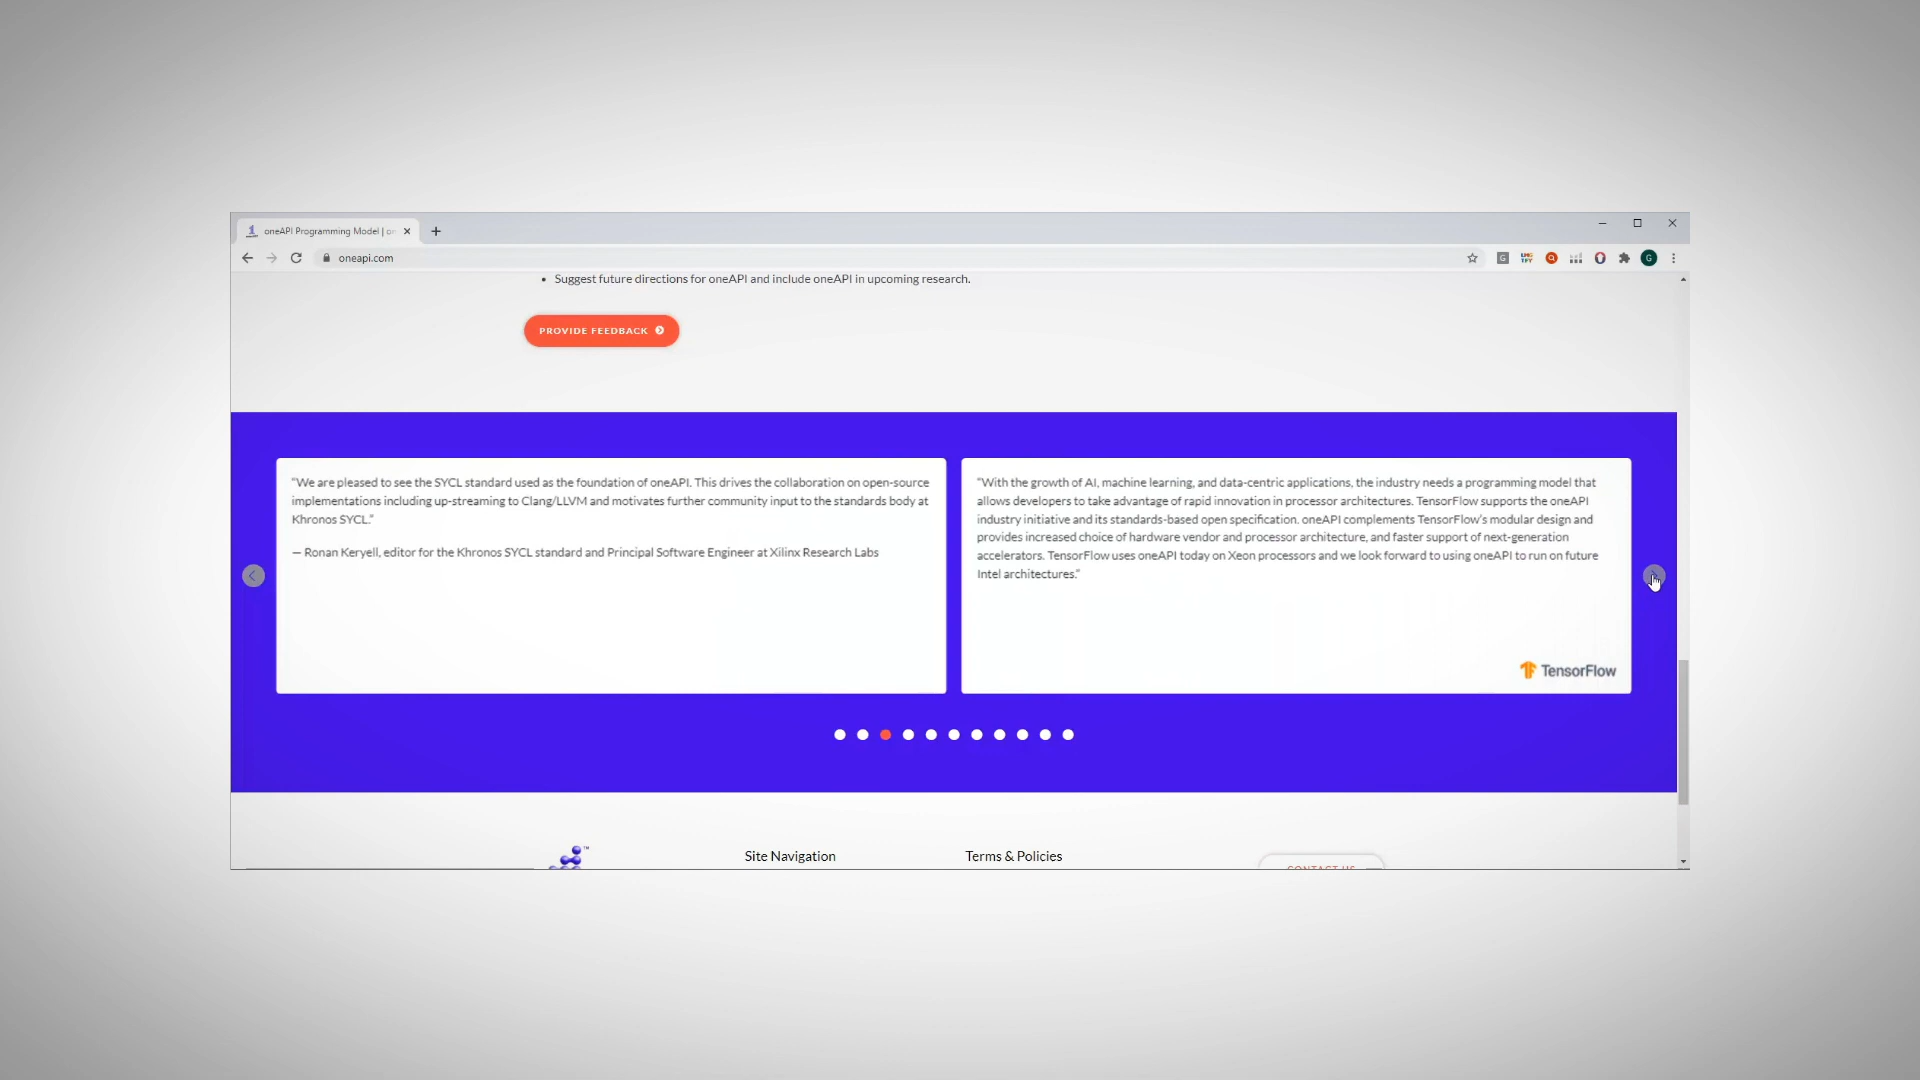 oneAPI Programming Model | on
oneapi.com
• Suggest future directions for oneAPI and include oneAPI in upcoming research.
PROVIDE FEEDBACK
“We are pleased to see the SYCL standard used as the foundation of oneAPI. This drives the collaboration on open-source
implementations including up-streaming to Clang/LLVM and motivates further community input to the standards body at
Khronos SYCL.”
— Ronan Keryell, editor for the Khronos SYCL standard and Principal Software Engineer at Xilinx Research Labs
“With the growth of AI, machine learning, and data-centric applications, the industry needs a programming model that
allows developers to take advantage of rapid innovation in processor architectures. TensorFlow supports the oneAPI
industry initiative and its standards-based open specification. oneAPI complements TensorFlow’s modular design and
provides increased choice of hardware vendor and processor architecture, and faster support of next-generation
accelerators. TensorFlow uses oneAPI today on Xeon processors and we look forward to using oneAPI to run on future
Intel architectures.”
TensorFlow
Site Navigation
Terms & Policies
CONTACT US